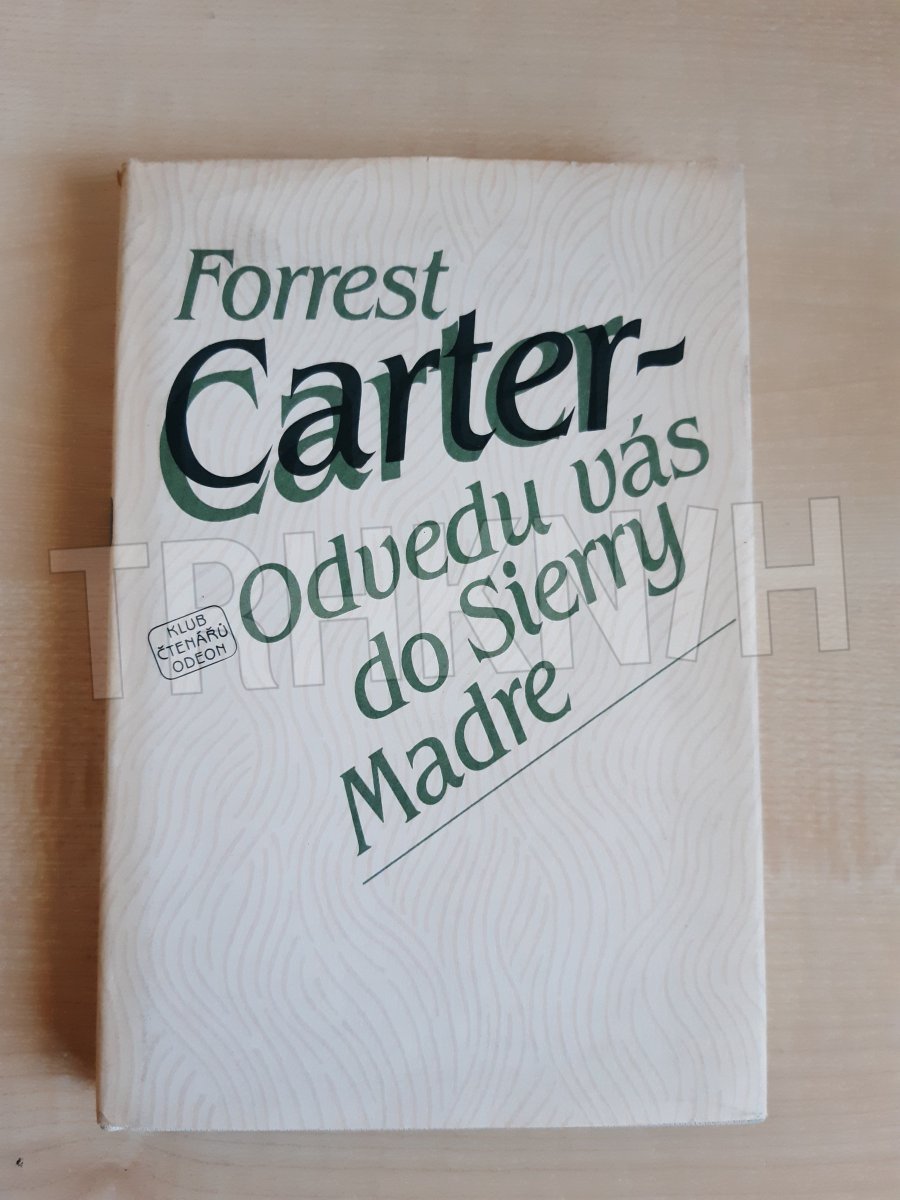 Forrest
Carter-
Odvedu vás
do Sierry
Madre
KLUB
ČTENÁŘŮ
ODEON
TRHKNIH